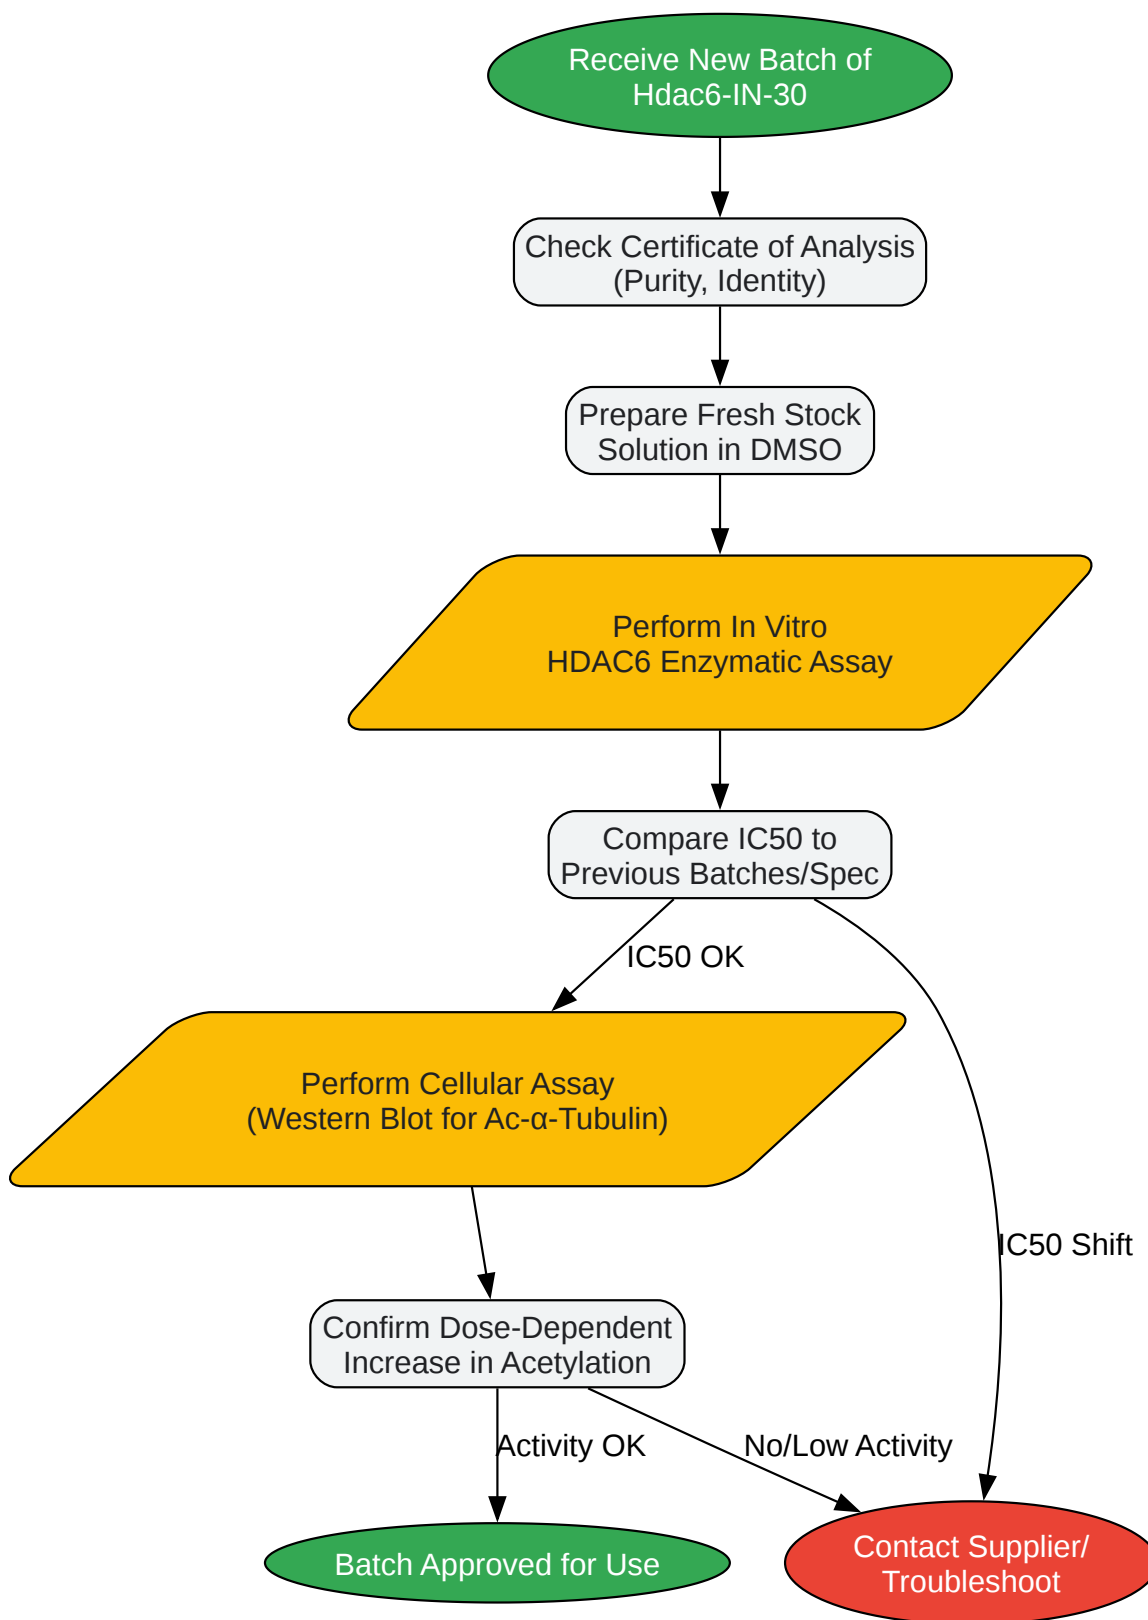 Receive New Batch of
Hdac6-IN-30
Check Certificate of Analysis
(Purity, Identity)
Prepare Fresh Stock
Solution in DMSO
Perform In Vitro
HDAC6 Enzymatic Assay
Compare IC50 to
Previous Batches/Spec
IC50 OK
Perform Cellular Assay
(Western Blot for Ac-α-Tubulin)
IC50 Shift
Confirm Dose-Dependent
Increase in Acetylation
Activity OK
No/Low Activity
Batch Approved for Use
Contact Supplier/
Troubleshoot